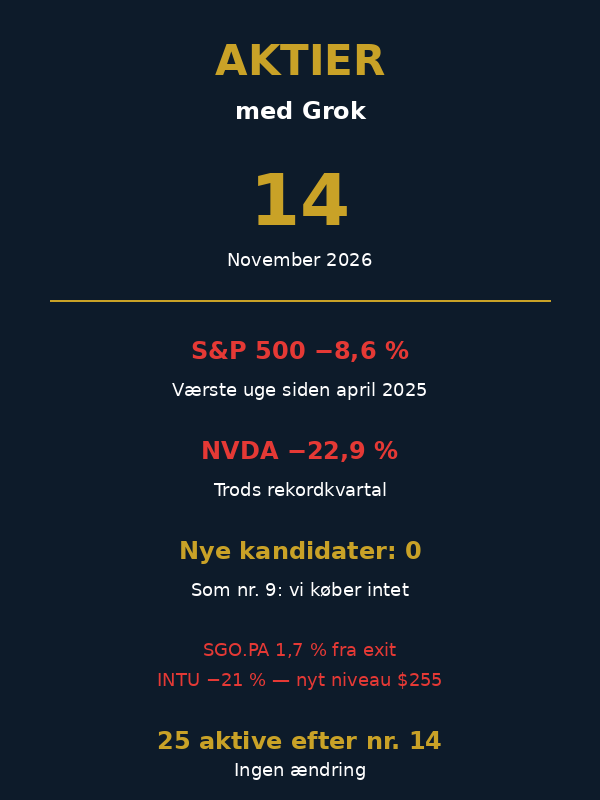 AKTIER
med Grok
14
November 2026
S&P 500 −8,6 %
Værste uge siden april 2025
NVDA −22,9 %
Trods rekordkvartal
Nye kandidater: 0
Som nr. 9: vi køber intet
SGO.PA 1,7 % fra exit
INTU −21 % — nyt niveau $255
25 aktive efter nr. 14
Ingen ændring